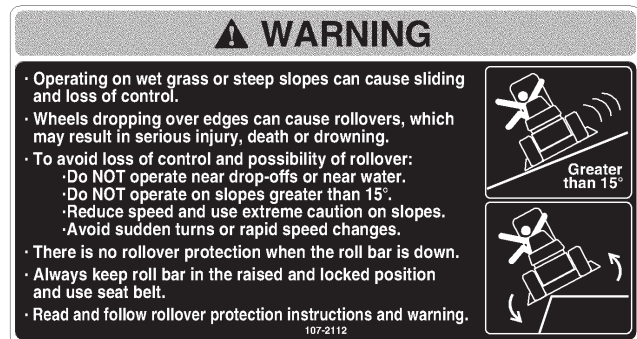 WARNING
· Operating on wet grass or steep slopes can cause sliding
and loss of control.
· Wheels dropping over edges can cause rollovers, which
may result in serious injury, death or drowning.
· To avoid loss of control and possibility of rollover:
·Do NOT operate near drop-offs or near water.
·Do NOT operate on slopes greater than 15°.
·Reduce speed and use extreme caution on slopes.
·Avoid sudden turns or rapid speed changes.
· There is no rollover protection when the roll bar is down.
· Always keep roll bar in the raised and locked position
and use seat belt.
· Read and follow rollover protection instructions and warning.
107-2112
Greater
than 15°